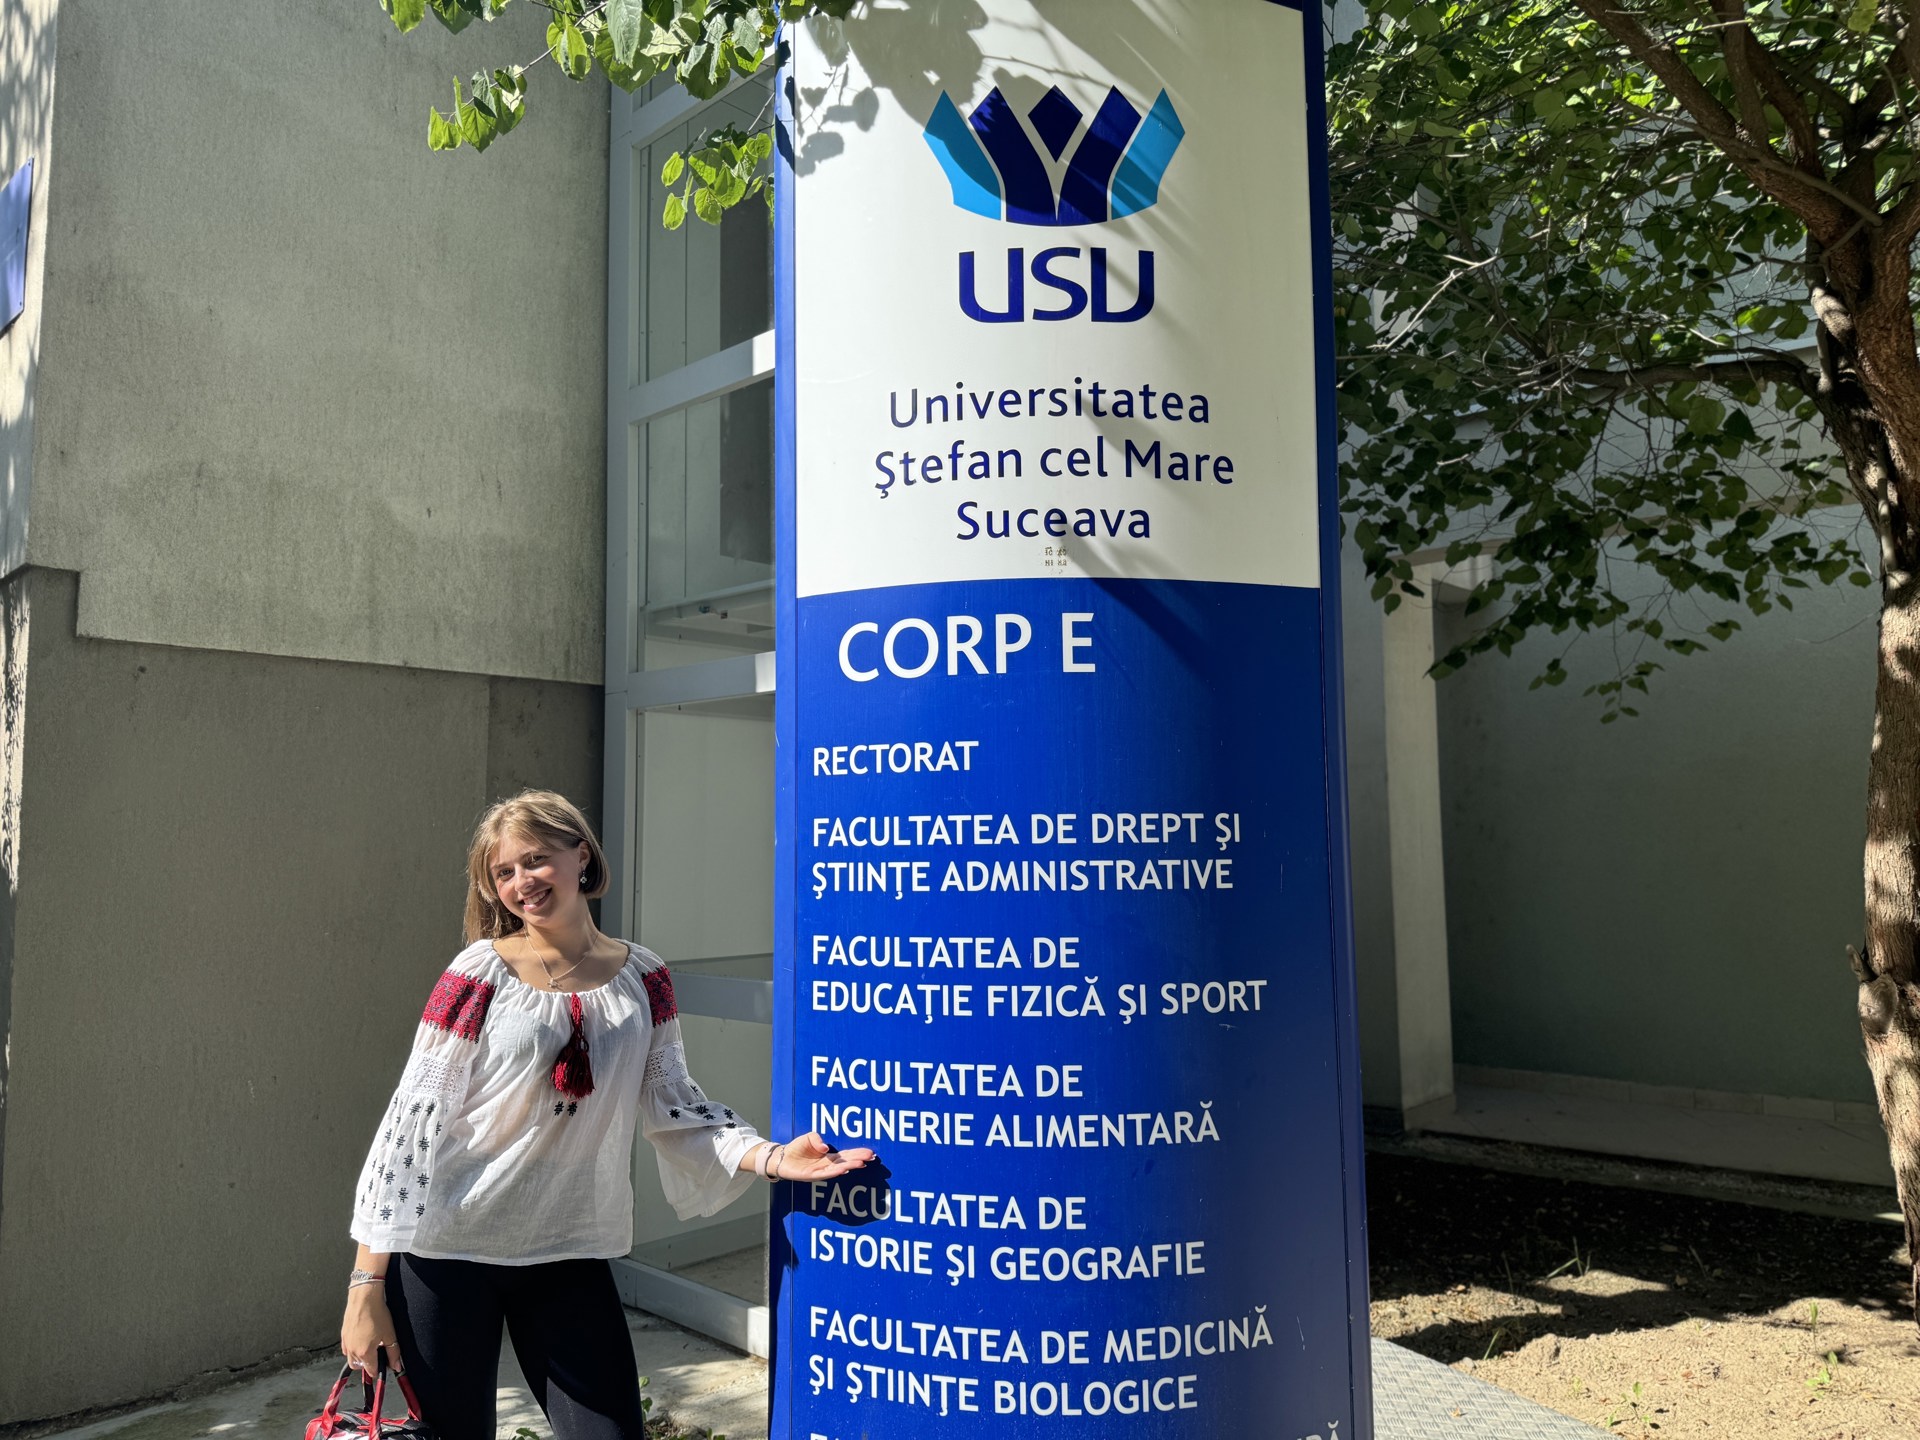 USV
Universitatea
Ştefan cel Mare
Suceava
CORP E
RECTORAT
FACULTATEA DE DREPT ŞI
ŞTIINŢE ADMINISTRATIVE
FACULTATEA DE
EDUCAŢIE FIZICĂ ŞI SPORT
FACULTATEA DE
INGINERIE ALIMENTARĂ
FACULTATEA DE
ISTORIE ŞI GEOGRAFIE
FACULTATEA DE MEDICINĂ
ŞI ŞTIINŢE BIOLOGICE